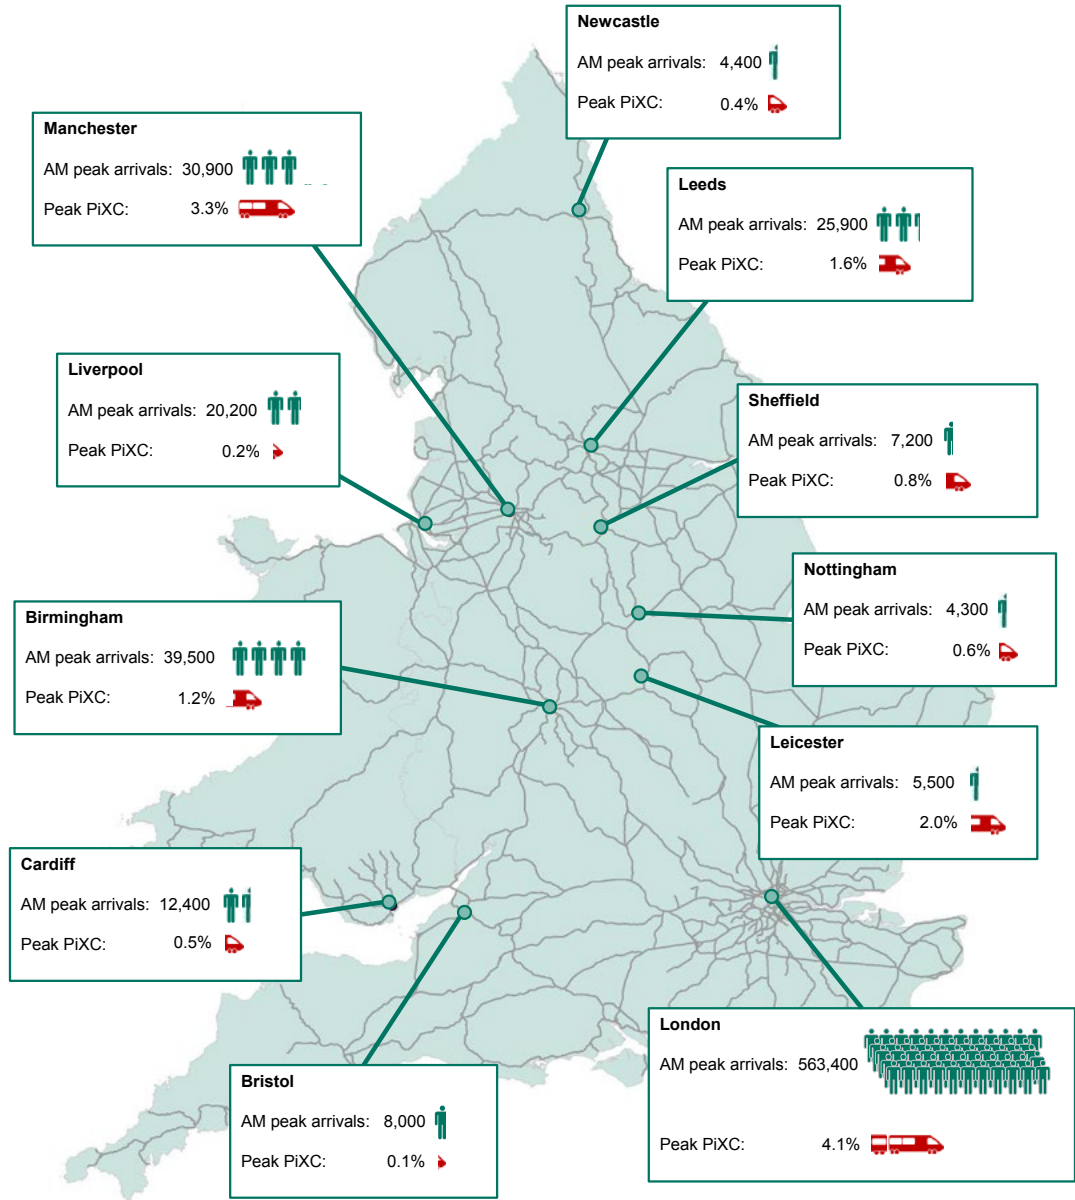 Newcastle
AM peak arrivals: 4,400
Peak PiXC: 0.4%
Manchester
AM peak arrivals: 30,900
Peak PiXC: 3.3%
Leeds
AM peak arrivals: 25,900
Peak PiXC: 1.6%
Liverpool
AM peak arrivals: 20,200
Peak PiXC: 0.2%
Sheffield
AM peak arrivals: 7,200
Peak PiXC: 0.8%
Nottingham
AM peak arrivals: 4,300
Peak PiXC: 0.6%
Birmingham
AM peak arrivals: 39,500
Peak PiXC: 1.2%
Leicester
AM peak arrivals: 5,500
Peak PiXC: 2.0%
Cardiff
AM peak arrivals: 12,400
Peak PiXC: 0.5%
London
AM peak arrivals: 563,400
Peak PiXC: 4.1%
Bristol
AM peak arrivals: 8,000
Peak PiXC: 0.1%